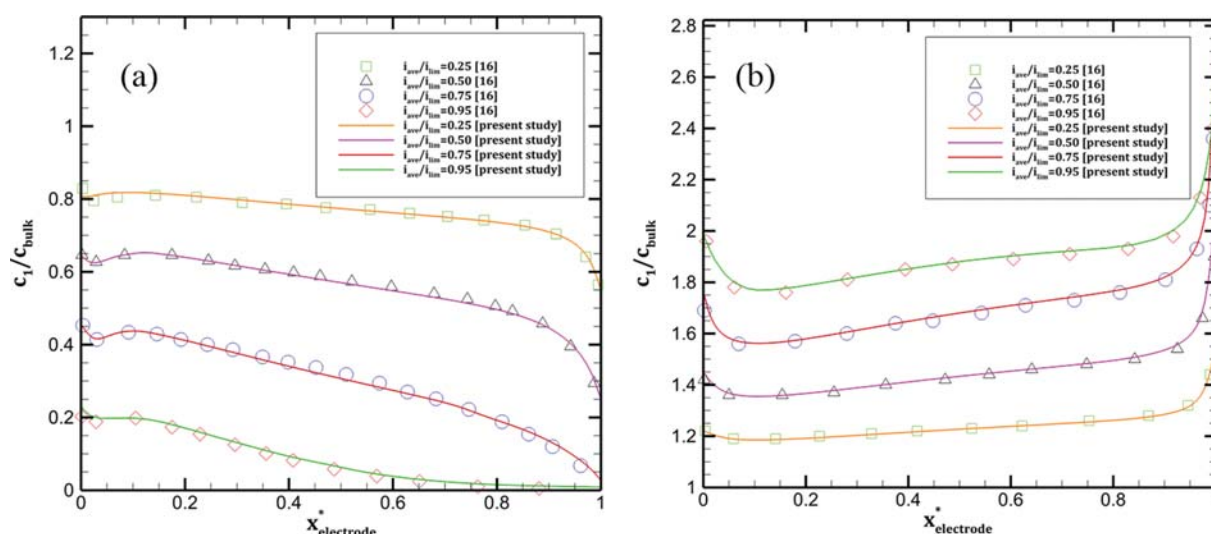 1.2
1
0.8
0.6
0.4
0.2
0
c₁/c_bulk
(a)
i_ave/i_lim=0.25 [16]
i_ave/i_lim=0.50 [16]
i_ave/i_lim=0.75 [16]
i_ave/i_lim=0.95 [16]
i_ave/i_lim=0.25 [present study]
i_ave/i_lim=0.50 [present study]
i_ave/i_lim=0.75 [present study]
i_ave/i_lim=0.95 [present study]
0 0.2 0.4 0.6 0.8 1
x*_electrode
2.8
2.6
2.4
2.2
2
1.8
1.6
1.4
1.2
1
c₁/c_bulk
(b)
i_ave/i_lim=0.25 [16]
i_ave/i_lim=0.50 [16]
i_ave/i_lim=0.75 [16]
i_ave/i_lim=0.95 [16]
i_ave/i_lim=0.25 [present study]
i_ave/i_lim=0.50 [present study]
i_ave/i_lim=0.75 [present study]
i_ave/i_lim=0.95 [present study]
0 0.2 0.4 0.6 0.8
x*_electrode